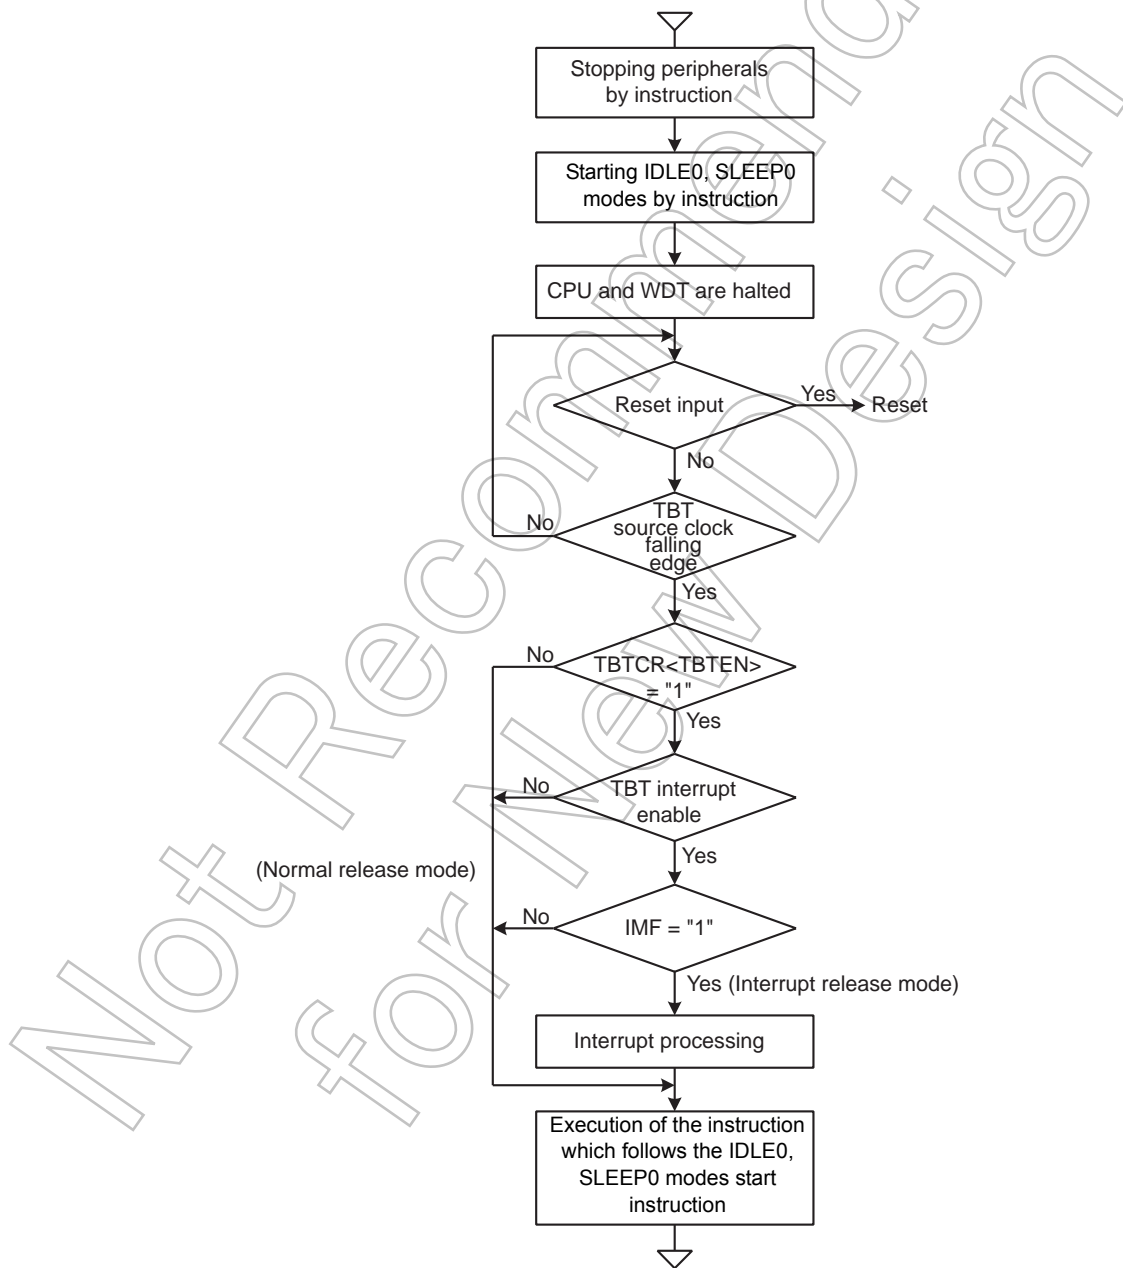 Stopping peripherals
by instruction
Starting IDLE0, SLEEP0
modes by instruction
CPU and WDT are halted
Reset input
Yes
Reset
No
No
TBT
source clock
falling
edge
Yes
No
TBTCR<TBTEN>
= "1"
Yes
No
TBT interrupt
enable
Yes
(Normal release mode)
No
IMF = "1"
Yes (Interrupt release mode)
Interrupt processing
Execution of the instruction
which follows the IDLE0,
SLEEP0 modes start
instruction
Not Recommend
for New Design